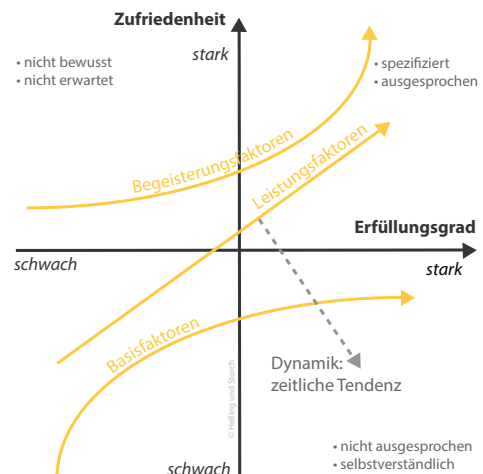 Zufriedenheit
stark
• nicht bewusst
• nicht erwartet
• spezifiziert
• ausgesprochen
Begeisterungsfaktoren
Leistungsfaktoren
Erfüllungsgrad
schwach
stark
Basisfaktoren
Dynamik:
zeitliche Tendenz
© Helling und Storch
• nicht ausgesprochen
• selbstverständlich
schwach